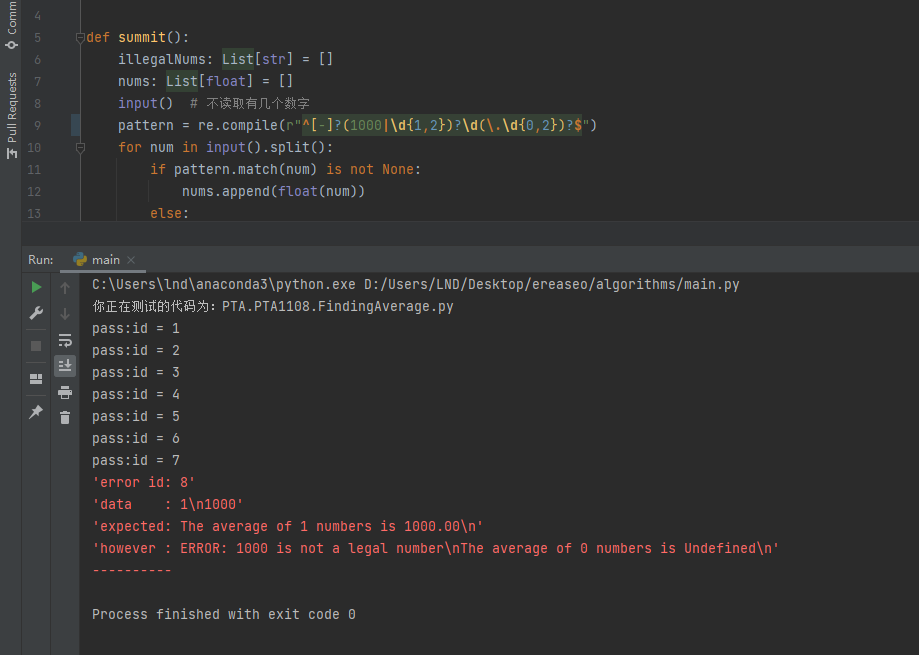 Comm
Pull Requests
4
5 def summit():
6 illegalNums: List[str] = []
7 nums: List[float] = []
8 input()  # 不读取有几个数字
9 pattern = re.compile(r"^[-]?(1000|\d{1,2})?\d(\.\d{0,2})?$")
10 for num in input().split():
11 if pattern.match(num) is not None:
12 nums.append(float(num))
13 else:
Run: main
C:\Users\lnd\anaconda3\python.exe D:/Users/LND/Desktop/ereaseo/algorithms/main.py
你正在测试的代码为：PTA.PTA1108.FindingAverage.py
pass:id = 1
pass:id = 2
pass:id = 3
pass:id = 4
pass:id = 5
pass:id = 6
pass:id = 7
'error id: 8'
'data    : 1\n1000'
'expected: The average of 1 numbers is 1000.00\n'
'however : ERROR: 1000 is not a legal number\nThe average of 0 numbers is Undefined\n'
----------
Process finished with exit code 0